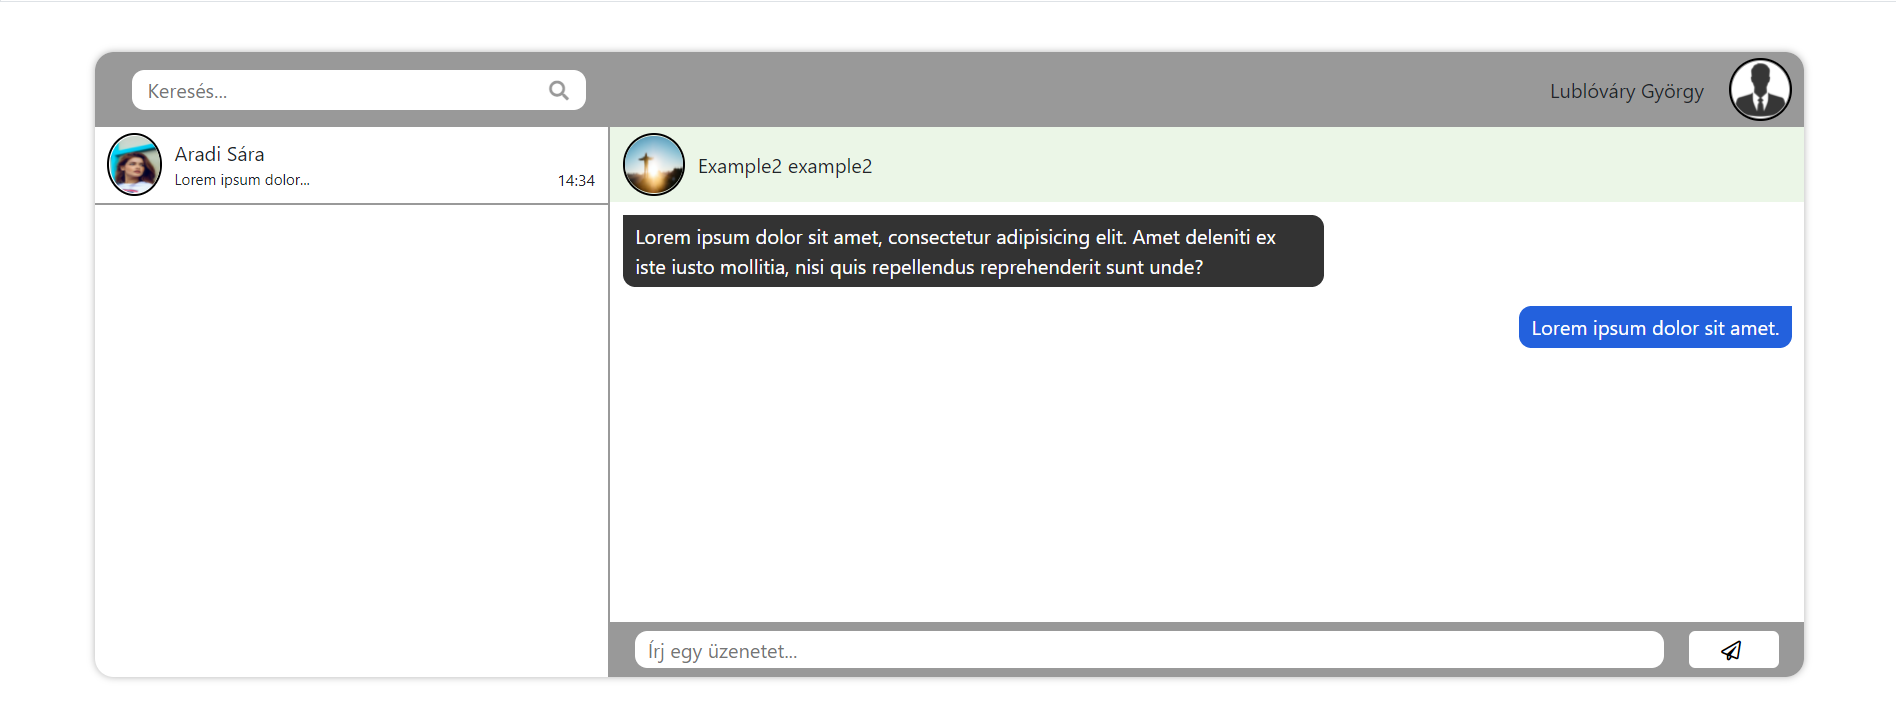 Keresés...
Lublóváry György
Aradi Sára
Lorem ipsum dolor...
14:34
Example2 example2
Lorem ipsum dolor sit amet, consectetur adipisicing elit. Amet deleniti ex
iste iusto mollitia, nisi quis repellendus reprehenderit sunt unde?
Lorem ipsum dolor sit amet.
Írj egy üzenetet...